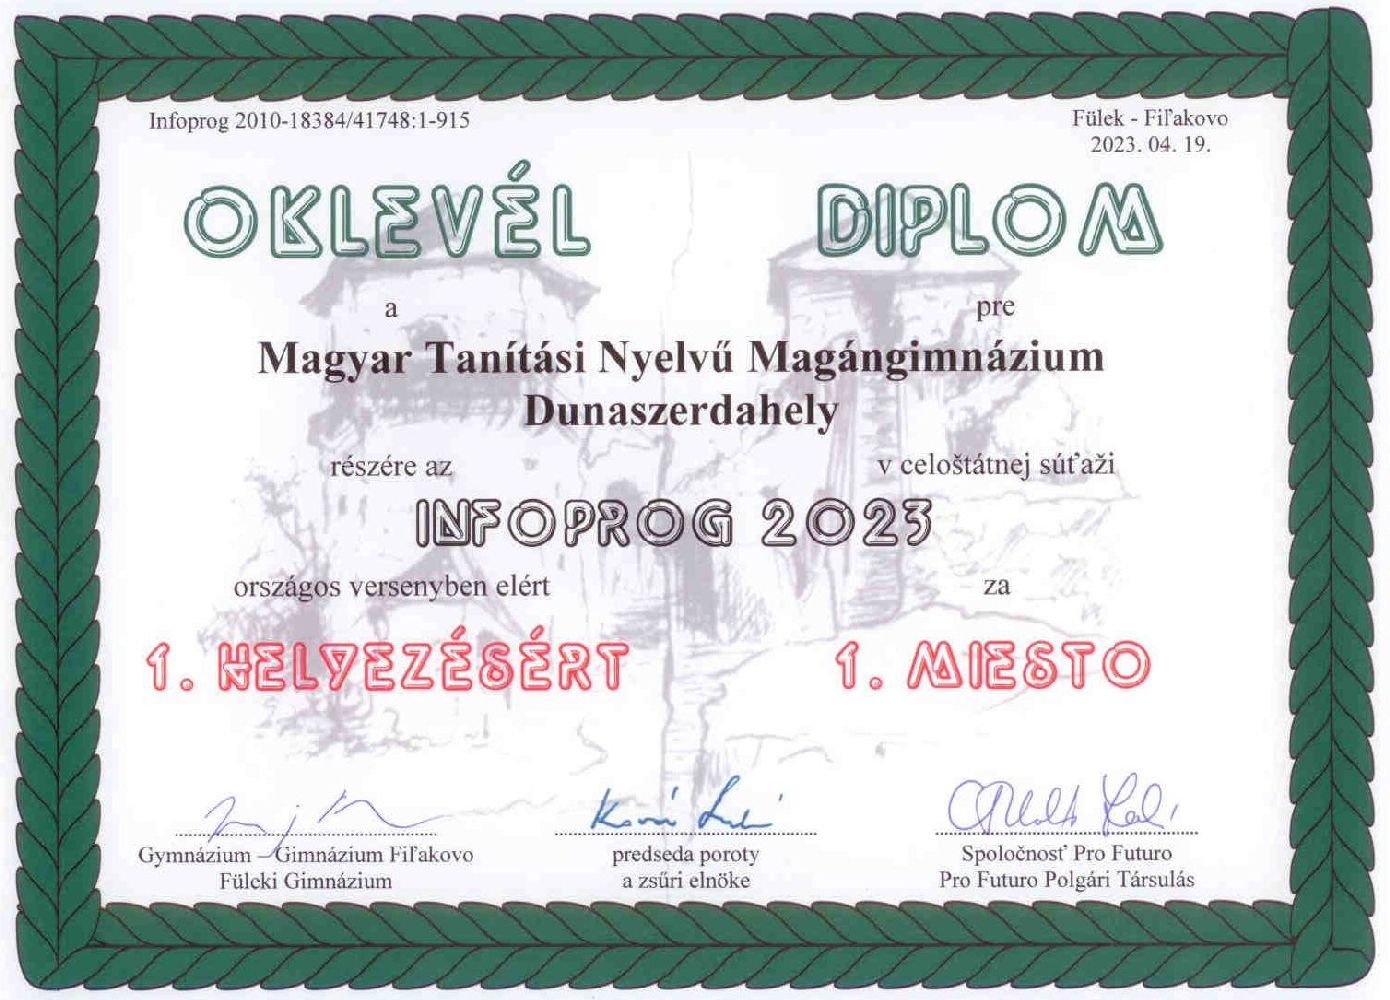 Infoprog 2010-18384/41748:1-915
Fülek - Fiľakovo
2023. 04. 19.
OKLEVÉL DIPLOM
a pre
Magyar Tanítási Nyelvű Magángimnázium
Dunaszerdahely
részére az v celoštátnej súťaži
INFOPROG 2023
országos versenyben elért za
1. HELYEZÉSÉRT 1. MIESTO
Gymnázium – Gimnázium Fiľakovo predseda poroty Spoločnosť Pro Futuro
Füleki Gimnázium a zsűri elnöke Pro Futuro Polgári Társulás